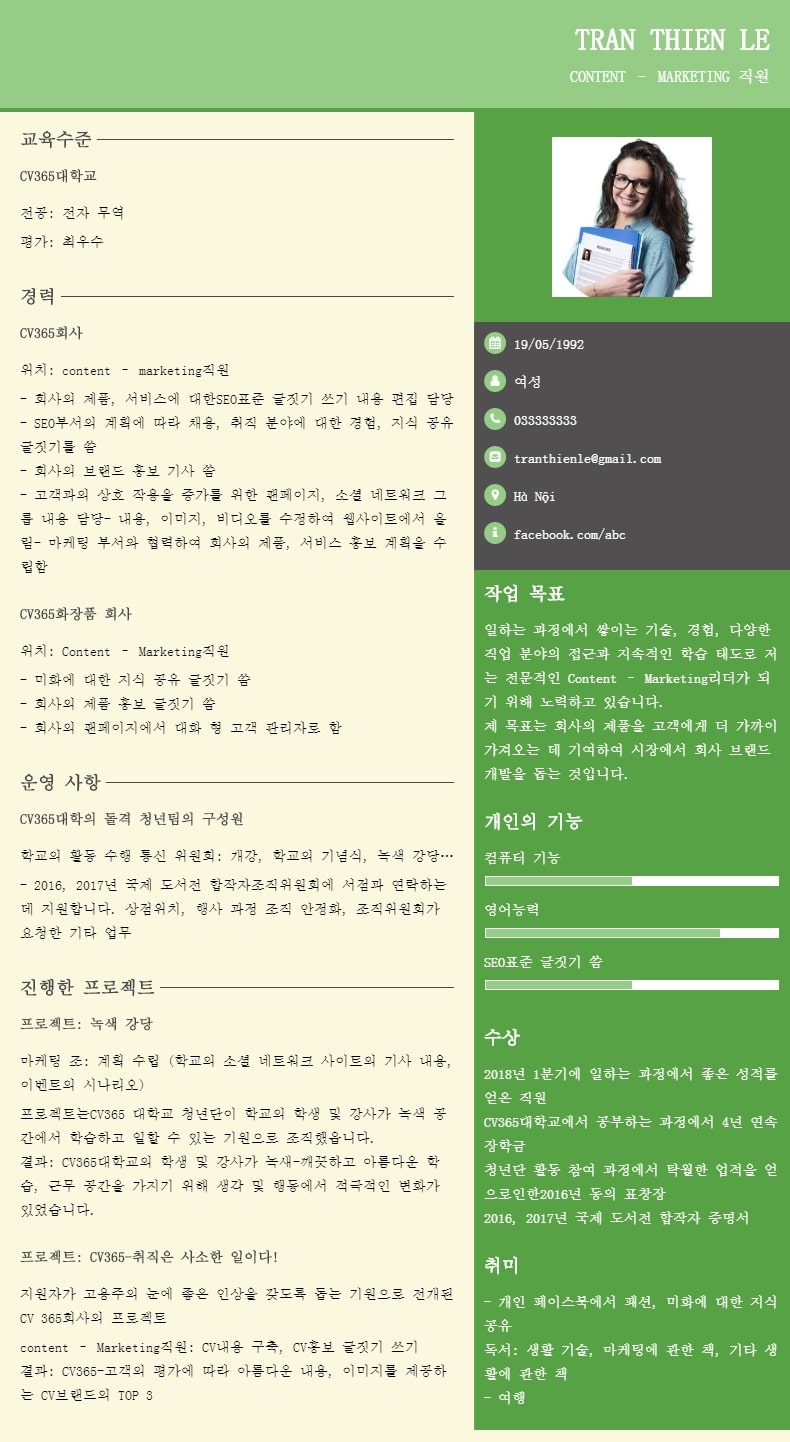 TRAN THIEN LE
CONTENT - MARKETING 직원
교육수준
CV365대학교
전공: 전자 무역
평가: 최우수
경력
CV365회사
위치: content - marketing직원
- 회사의 제품, 서비스에 대한SEO표준 글짓기 쓰기 내용 편집 담당
- SEO부서의 계획에 따라 채용, 취직 분야에 대한 경험, 지식 공유
글짓기를 씀
- 회사의 브랜드 홍보 기사 씀
- 고객과의 상호 작용을 증가를 위한 팬페이지, 소셜 네트워크 그
룹 내용 담당- 내용, 이미지, 비디오를 수정하여 웹사이트에서 올
림- 마케팅 부서와 협력하여 회사의 제품, 서비스 홍보 계획을 수
립함
CV365화장품 회사
위치: Content - Marketing직원
- 미화에 대한 지식 공유 글짓기 씀
- 회사의 제품 홍보 글짓기 씀
- 회사의 팬페이지에서 대화 형 고객 관리자로 함
운영 사항
CV365대학의 돌격 청년팀의 구성원
학교의 활동 수행 통신 위원회: 개강, 학교의 기념식, 녹색 강당…
- 2016, 2017년 국제 도서전 합작자조직위원회에 서점과 연락하는
데 지원합니다. 상점위치, 행사 과정 조직 안정화, 조직위원회가
요청한 기타 업무
진행한 프로젝트
프로젝트: 녹색 강당
마케팅 조: 계획 수립 (학교의 소셜 네트워크 사이트의 기사 내용,
이벤트의 시나리오)
프로젝트는CV365 대학교 청년단이 학교의 학생 및 강사가 녹색 공
간에서 학습하고 일할 수 있는 기원으로 조직했읍니다.
결과: CV365대학교의 학생 및 강사가 녹새-깨끗하고 아름다운 학
습, 근무 공간을 가지기 위해 생각 및 행동에서 적극적인 변화가
있었습니다.
프로젝트: CV365-취직은 사소한 일이다!
지원자가 고용주의 눈에 좋은 인상을 갖도록 돕는 기원으로 전개된
CV 365회사의 프로젝트
content - Marketing직원: CV내용 구축, CV홍보 글짓기 쓰기
결과: CV365-고객의 평가에 따라 아름다운 내용, 이미지를 제공하
는 CV브랜드의 TOP 3
19/05/1992
여성
033333333
tranthienle@gmail.com
Hà Nội
facebook.com/abc
작업 목표
일하는 과정에서 쌓이는 기술, 경험, 다양한
직업 분야의 접근과 지속적인 학습 태도로 저
는 전문적인 Content - Marketing리더가 되
기 위해 노력하고 있습니다.
제 목표는 회사의 제품을 고객에게 더 가까이
가져오는 데 기여하여 시장에서 회사 브랜드
개발을 돕는 것입니다.
개인의 기능
컴퓨터 기능
영어능력
SEO표준 글짓기 씀
수상
2018년 1분기에 일하는 과정에서 좋은 성적를
얻은 직원
CV365대학교에서 공부하는 과정에서 4년 연속
장학금
청년단 활동 참여 과정에서 탁월한 업적을 얻
으로인한2016년 동의 표창장
2016, 2017년 국제 도서전 합작자 증명서
취미
- 개인 페이스북에서 패션, 미화에 대한 지식
공유
독서: 생활 기술, 마케팅에 관한 책, 기타 생
활에 관한 책
- 여행